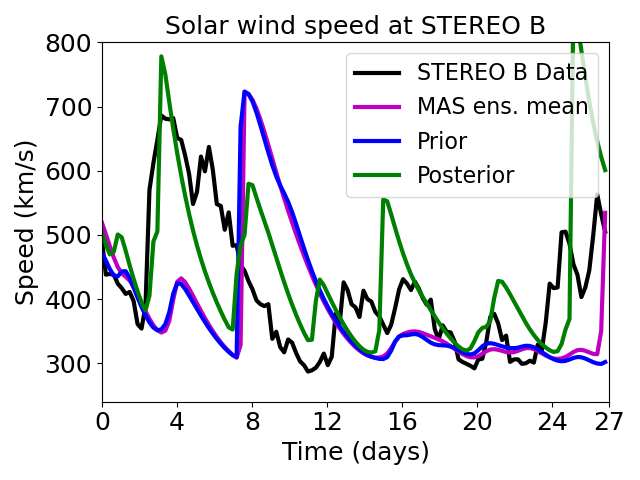 Solar wind speed at STEREO B
800
700
600
500
400
300
Speed (km/s)
STEREO B Data
MAS ens. mean
Prior
Posterior
0 4 8 12 16 20 24 27
Time (days)